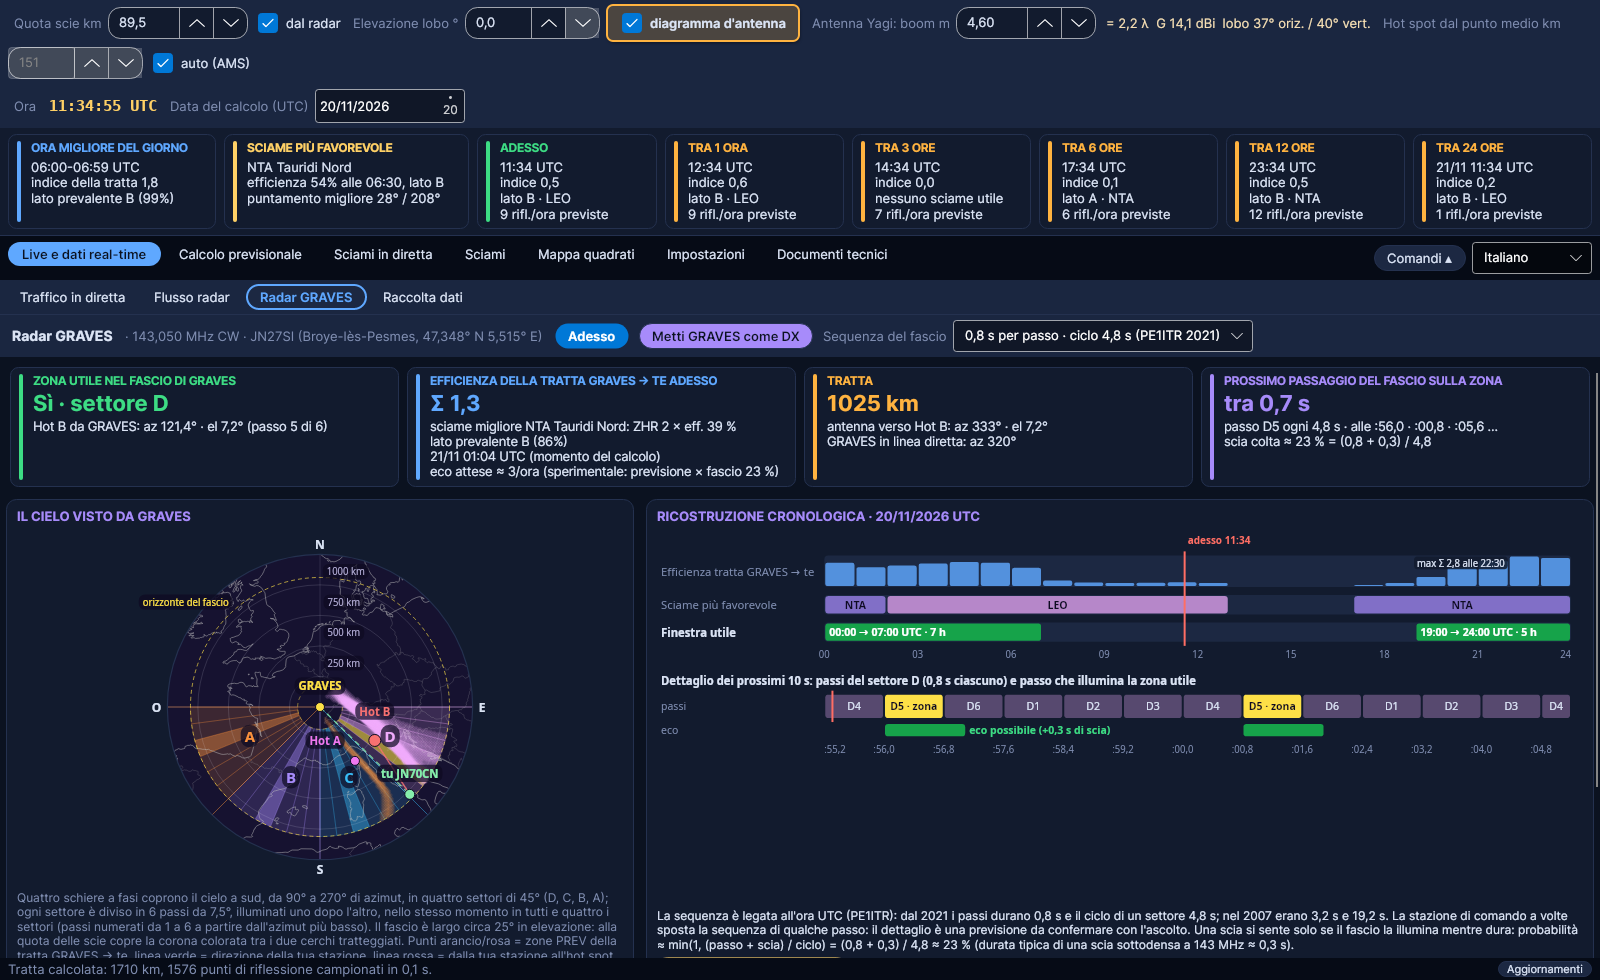 Quota scie km 89,5 dal radar Elevazione lobo ° 0,0 diagramma d'antenna Antenna Yagi: boom m 4,60 = 2,2 λ G 14,1 dBi lobo 37° oriz. / 40° vert. Hot spot dal punto medio km
151 auto (AMS)
Ora 11:34:55 UTC Data del calcolo (UTC) 20/11/2026 20
ORA MIGLIORE DEL GIORNO
06:00-06:59 UTC
indice della tratta 1,8
lato prevalente B (99%)
SCIAME PIÙ FAVOREVOLE
NTA Tauridi Nord
efficienza 54% alle 06:30, lato B
puntamento migliore 28° / 208°
ADESSO
11:34 UTC
indice 0,5
lato B · LEO
9 rifl./ora previste
TRA 1 ORA
12:34 UTC
indice 0,6
lato B · LEO
9 rifl./ora previste
TRA 3 ORE
14:34 UTC
indice 0,0
nessuno sciame utile
7 rifl./ora previste
TRA 6 ORE
17:34 UTC
indice 0,1
lato A · NTA
6 rifl./ora previste
TRA 12 ORE
23:34 UTC
indice 0,5
lato B · NTA
12 rifl./ora previste
TRA 24 ORE
21/11 11:34 UTC
indice 0,2
lato B · LEO
1 rifl./ora previste
Live e dati real-time Calcolo previsionale Sciami in diretta Sciami Mappa quadrati Impostazioni Documenti tecnici Comandi ▴ Italiano
Traffico in diretta Flusso radar Radar GRAVES Raccolta dati
Radar GRAVES · 143,050 MHz CW · JN27SI (Broye-lès-Pesmes, 47,348° N 5,515° E) Adesso Metti GRAVES come DX Sequenza del fascio 0,8 s per passo · ciclo 4,8 s (PE1ITR 2021)
ZONA UTILE NEL FASCIO DI GRAVES
Sì · settore D
Hot B da GRAVES: az 121,4° · el 7,2° (passo 5 di 6)
EFFICIENZA DELLA TRATTA GRAVES → TE ADESSO
Σ 1,3
sciame migliore NTA Tauridi Nord: ZHR 2 × eff. 39 %
lato prevalente B (86%)
21/11 01:04 UTC (momento del calcolo)
eco attese ≈ 3/ora (sperimentale: previsione × fascio 23 %)
TRATTA
1025 km
antenna verso Hot B: az 333° · el 7,2°
GRAVES in linea diretta: az 320°
PROSSIMO PASSAGGIO DEL FASCIO SULLA ZONA
tra 0,7 s
passo D5 ogni 4,8 s · alle :56,0 · :00,8 · :05,6 ...
scia colta ≈ 23 % = (0,8 + 0,3) / 4,8
IL CIELO VISTO DA GRAVES
N
1000 km
orizzonte del fascio
750 km
500 km
250 km
GRAVES
O
E
Hot B
A
Hot A
D
B
C
tu JN70CN
S
Quattro schiere a fasi coprono il cielo a sud, da 90° a 270° di azimut, in quattro settori di 45° (D, C, B, A);
ogni settore è diviso in 6 passi da 7,5°, illuminati uno dopo l'altro, nello stesso momento in tutti e quattro i
settori (passi numerati da 1 a 6 a partire dall'azimut più basso). Il fascio è largo circa 25° in elevazione: alla
quota delle scie copre la corona colorata tra i due cerchi tratteggiati. Punti arancio/rosa = zone PREV della
tratta GRAVES → te, linea verde = direzione della tua stazione, linea rossa = dalla tua stazione all'hot spot
RICOSTRUZIONE CRONOLOGICA · 20/11/2026 UTC
adesso 11:34
Efficienza tratta GRAVES → te
max Σ 2,8 alle 22:30
Sciame più favorevole NTA LEO NTA
Finestra utile 00:00 → 07:00 UTC · 7 h 19:00 → 24:00 UTC · 5 h
00 03 06 09 12 15 18 21 24
Dettaglio dei prossimi 10 s: passi del settore D (0,8 s ciascuno) e passo che illumina la zona utile
passi D4 D5 · zona D6 D1 D2 D3 D4 D5 · zona D6 D1 D2 D3 D4
eco eco possibile (+0,3 s di scia)
:55,2 :56,0 :56,8 :57,6 :58,4 :59,2 :00,0 :00,8 :01,6 :02,4 :03,2 :04,0 :04,8
La sequenza è legata all'ora UTC (PE1ITR): dal 2021 i passi durano 0,8 s e il ciclo di un settore 4,8 s; nel 2007 erano 3,2 s e 19,2 s. La stazione di comando a volte
sposta la sequenza di qualche passo: il dettaglio è una previsione da confermare con l'ascolto. Una scia si sente solo se il fascio la illumina mentre dura: probabilità
≈ min(1, (passo + scia) / ciclo) = (0,8 + 0,3) / 4,8 ≈ 23 % (durata tipica di una scia sottodensa a 143 MHz ≈ 0,3 s).
Tratta calcolata: 1710 km, 1576 punti di riflessione campionati in 0,1 s. Aggiornamenti